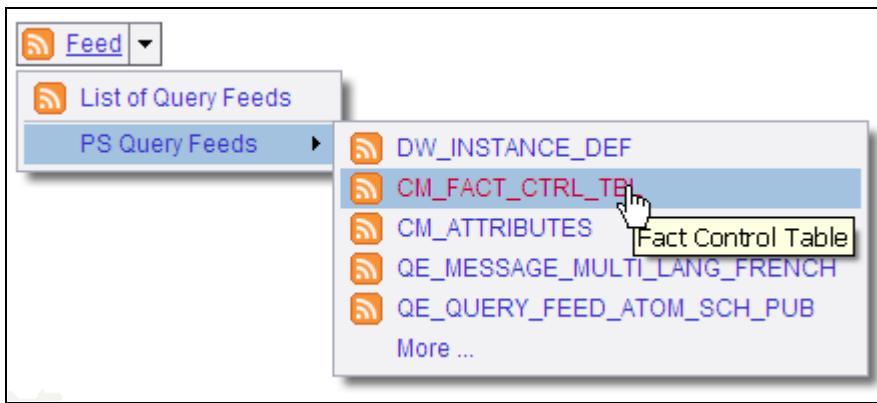 Feed
List of Query Feeds
PS Query Feeds
DW_INSTANCE_DEF
CM_FACT_CTRL_TBL
CM_ATTRIBUTES
Fact Control Table
QE_MESSAGE_MULTI_LANG_FRENCH
QE_QUERY_FEED_ATOM_SCH_PUB
More ...